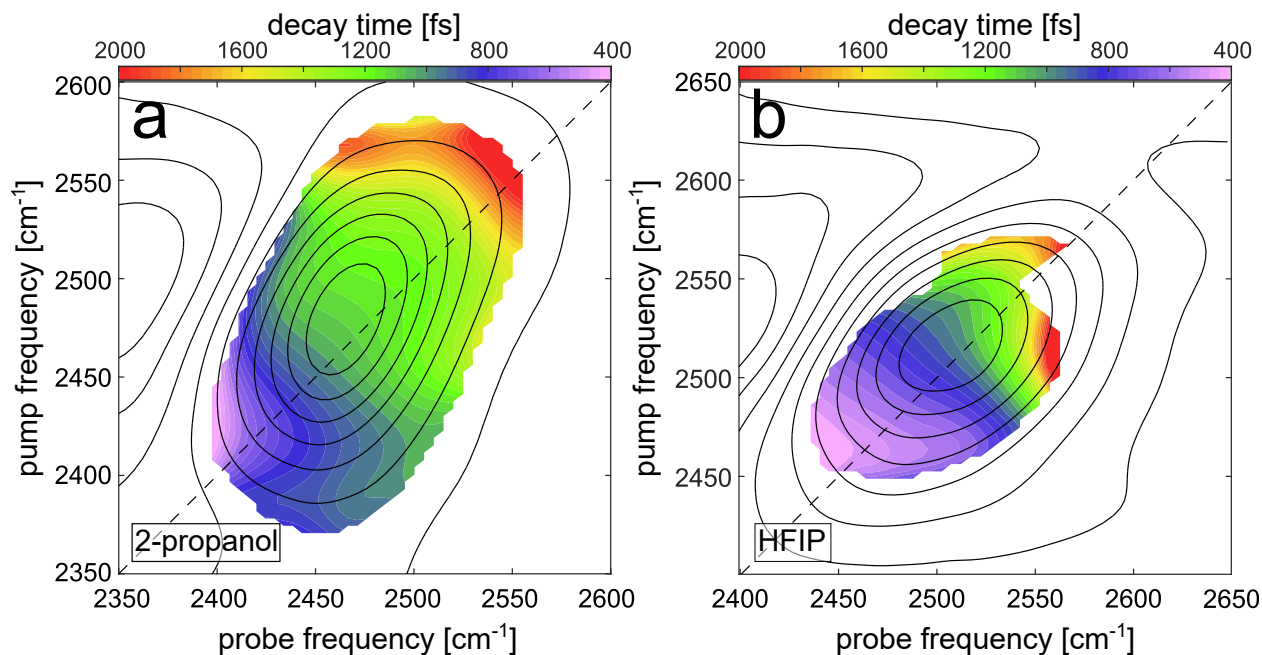 decay time [fs]
2000 1600 1200 800 400
a
2600
2550
2500
2450
2400
2350
pump frequency [cm-1]
2-propanol
2350 2400 2450 2500 2550 2600
probe frequency [cm-1]
decay time [fs]
2000 1600 1200 800 400
b
2650
2600
2550
2500
2450
pump frequency [cm-1]
HFIP
2400 2450 2500 2550 2600 2650
probe frequency [cm-1]